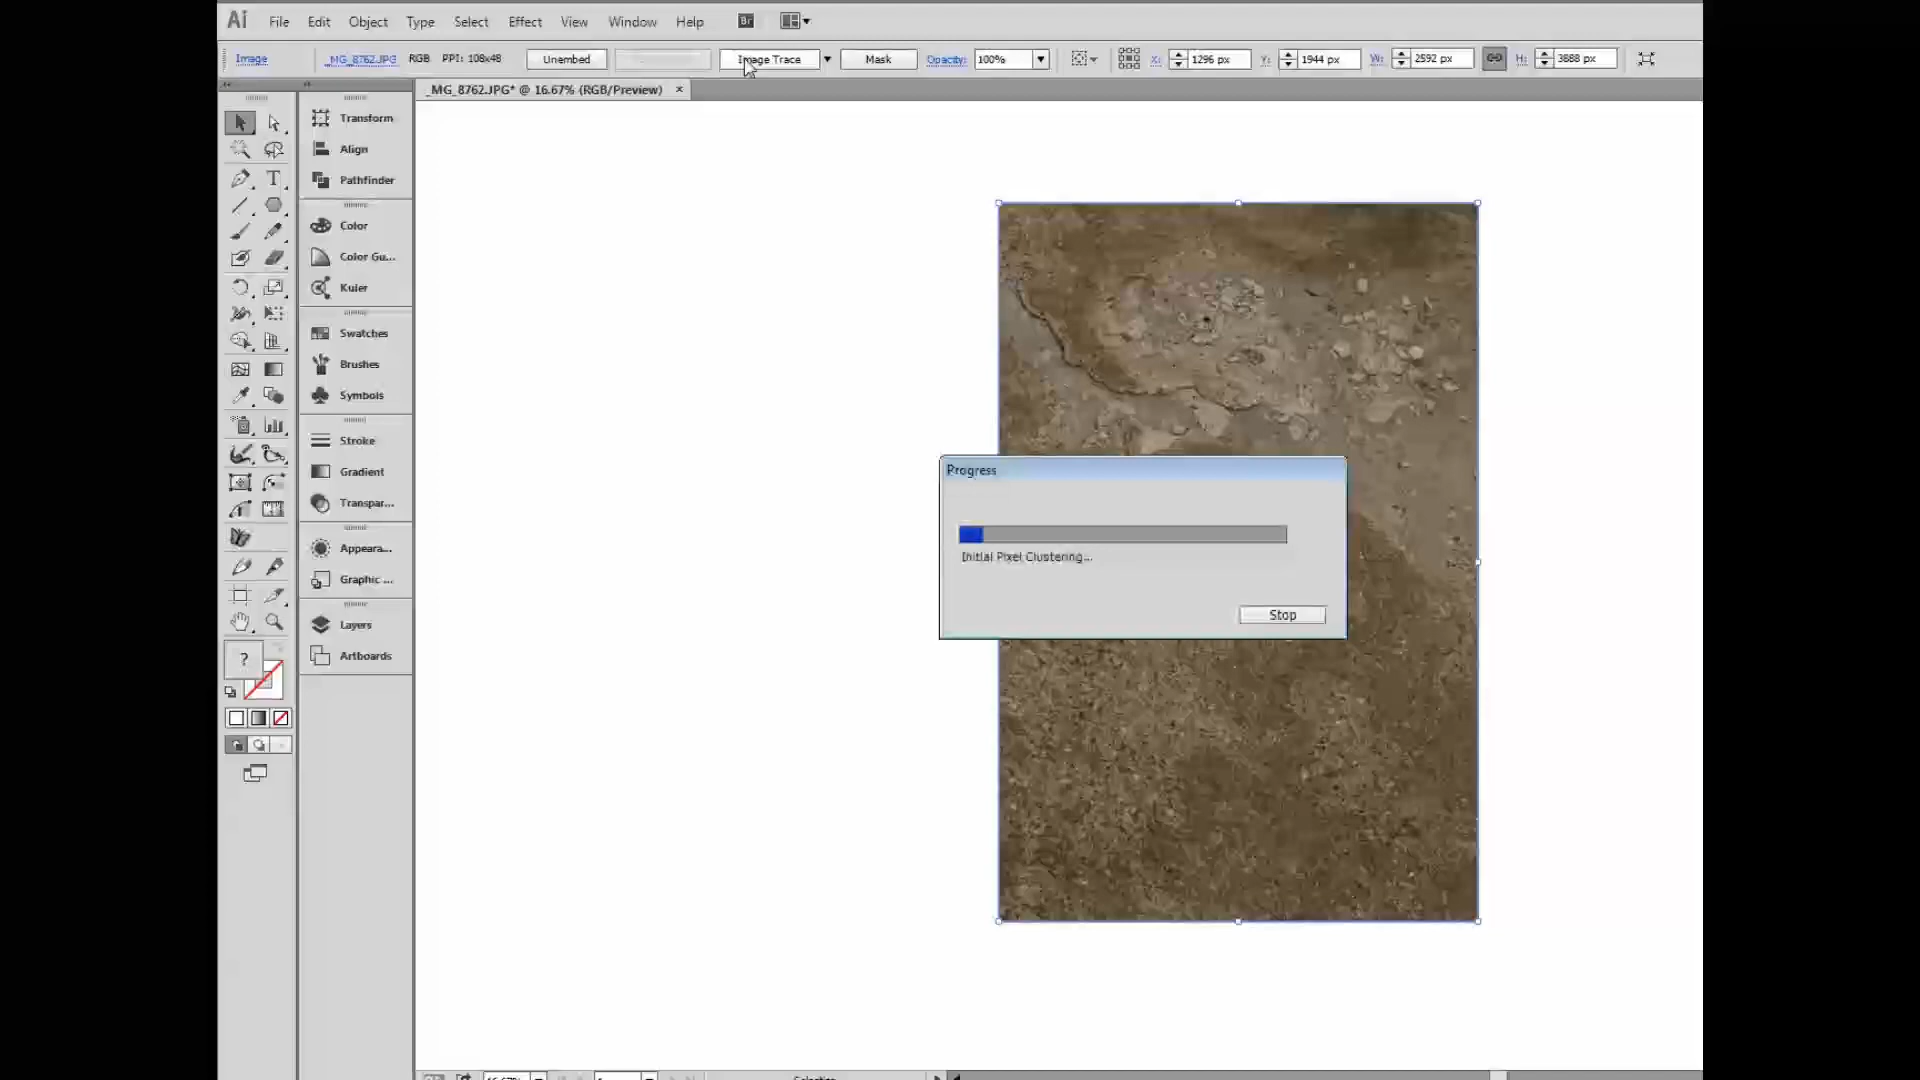 Ai File Edit Object Type Select Effect View Window Help Br
Image _MG_8762.JPG RGB PPI: 108x48 Unembed Image Trace Mask Opacity: 100% X: 1296 px Y: 1944 px W: 2592 px H: 3888 px
_MG_8762.JPG* @ 16.67% (RGB/Preview) ×
Transform
Align
Pathfinder
Color
Color Gu...
Kuler
Swatches
Brushes
Symbols
Stroke
Gradient
Transpar...
Appeara...
Graphic ...
Layers
Artboards
?
Progress
Initial Pixel Clustering...
Stop